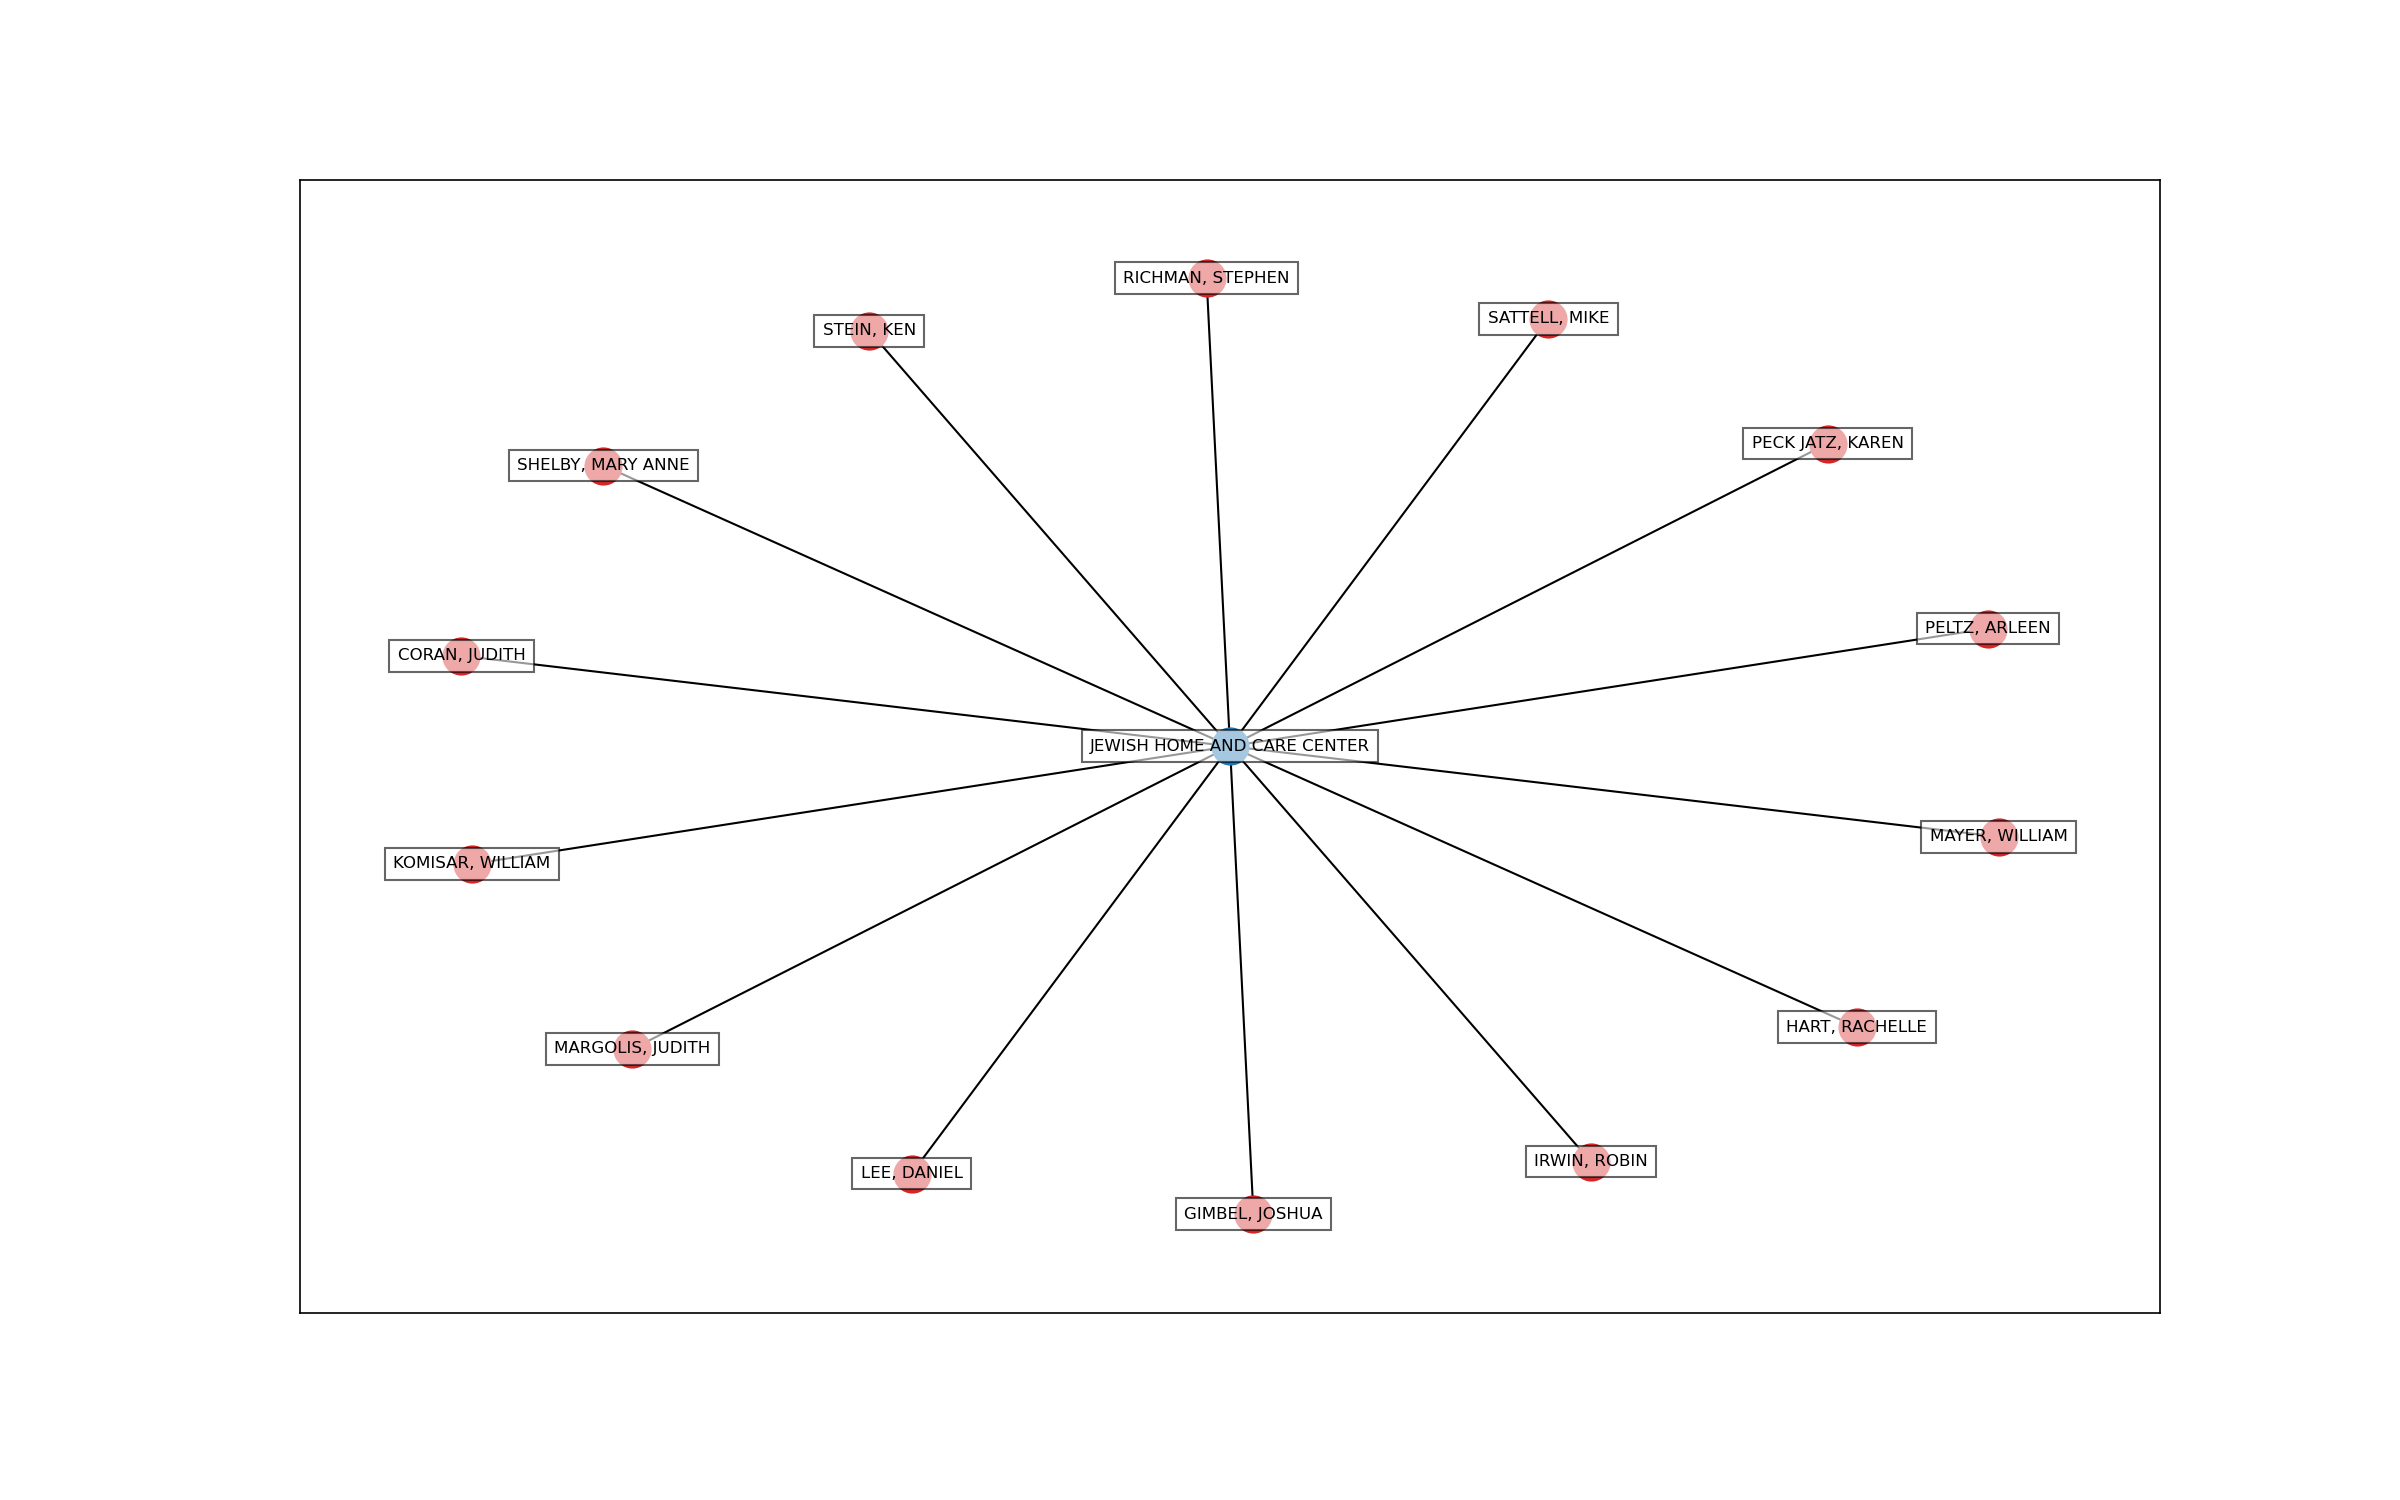 RICHMAN, STEPHEN
SATTELL, MIKE
STEIN, KEN
PECK JATZ, KAREN
SHELBY, MARY ANNE
PELTZ, ARLEEN
CORAN, JUDITH
JEWISH HOME AND CARE CENTER
MAYER, WILLIAM
KOMISAR, WILLIAM
HART, RACHELLE
MARGOLIS, JUDITH
IRWIN, ROBIN
LEE, DANIEL
GIMBEL, JOSHUA